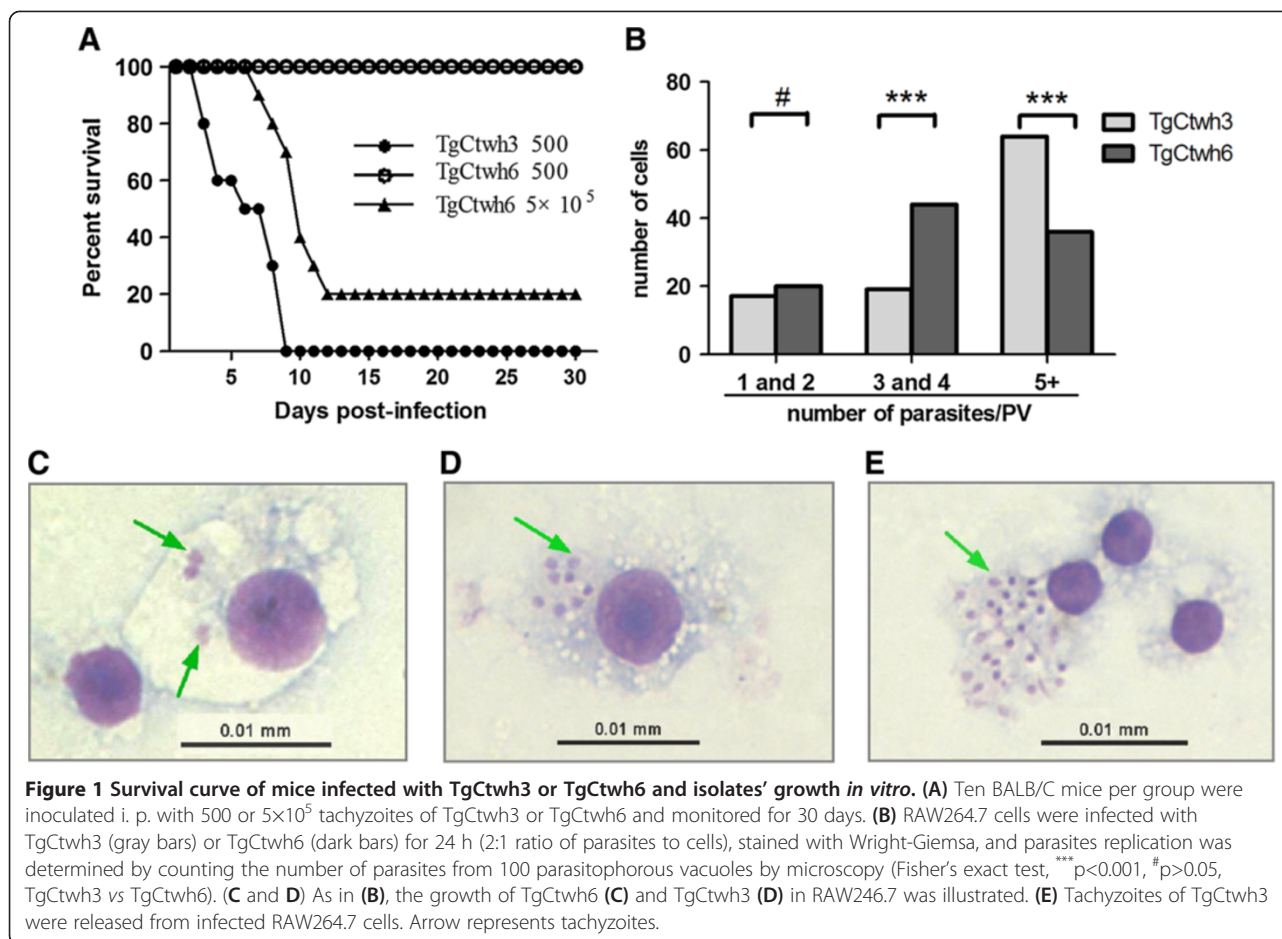 A
Percent survival
100
80
60
40
20
0
5 10 15 20 25 30
Days post-infection
TgCtwh3 500
TgCtwh6 500
TgCtwh6 5× 10⁵
B
number of cells
80
60
40
20
0
# *** ***
TgCtwh3
TgCtwh6
1 and 2 3 and 4 5+
number of parasites/PV
C
0.01 mm
D
0.01 mm
E
0.01 mm
Figure 1 Survival curve of mice infected with TgCtwh3 or TgCtwh6 and isolates' growth in vitro. (A) Ten BALB/C mice per group were
inoculated i. p. with 500 or 5×10⁵ tachyzoites of TgCtwh3 or TgCtwh6 and monitored for 30 days. (B) RAW264.7 cells were infected with
TgCtwh3 (gray bars) or TgCtwh6 (dark bars) for 24 h (2:1 ratio of parasites to cells), stained with Wright-Giemsa, and parasites replication was
determined by counting the number of parasites from 100 parasitophorous vacuoles by microscopy (Fisher's exact test, ***p<0.001, #p>0.05,
TgCtwh3 vs TgCtwh6). (C and D) As in (B), the growth of TgCtwh6 (C) and TgCtwh3 (D) in RAW246.7 was illustrated. (E) Tachyzoites of TgCtwh3
were released from infected RAW264.7 cells. Arrow represents tachyzoites.